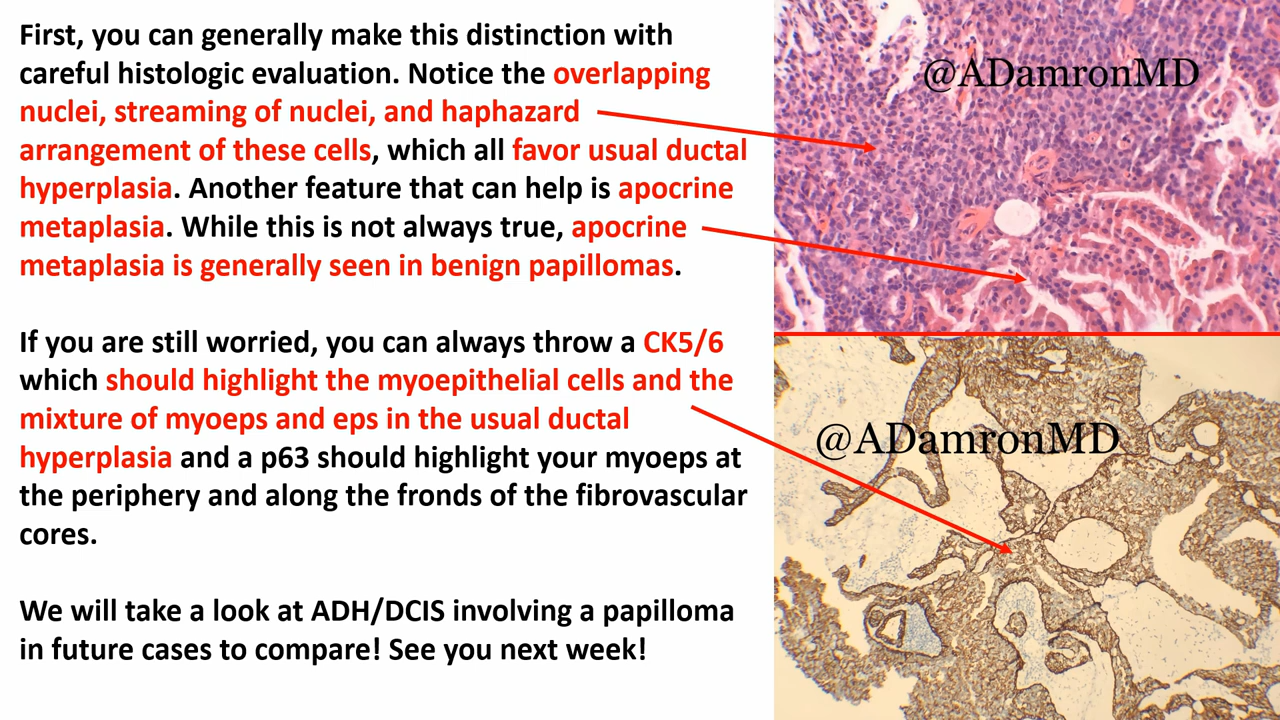 First, you can generally make this distinction with
careful histologic evaluation. Notice the overlapping
nuclei, streaming of nuclei, and haphazard
arrangement of these cells, which all favor usual ductal
hyperplasia. Another feature that can help is apocrine
metaplasia. While this is not always true, apocrine
metaplasia is generally seen in benign papillomas.
If you are still worried, you can always throw a CK5/6
which should highlight the myoepithelial cells and the
mixture of myoeps and eps in the usual ductal
hyperplasia and a p63 should highlight your myoeps at
the periphery and along the fronds of the fibrovascular
cores.
We will take a look at ADH/DCIS involving a papilloma
in future cases to compare! See you next week!
@ADamronMD
@ADamronMD